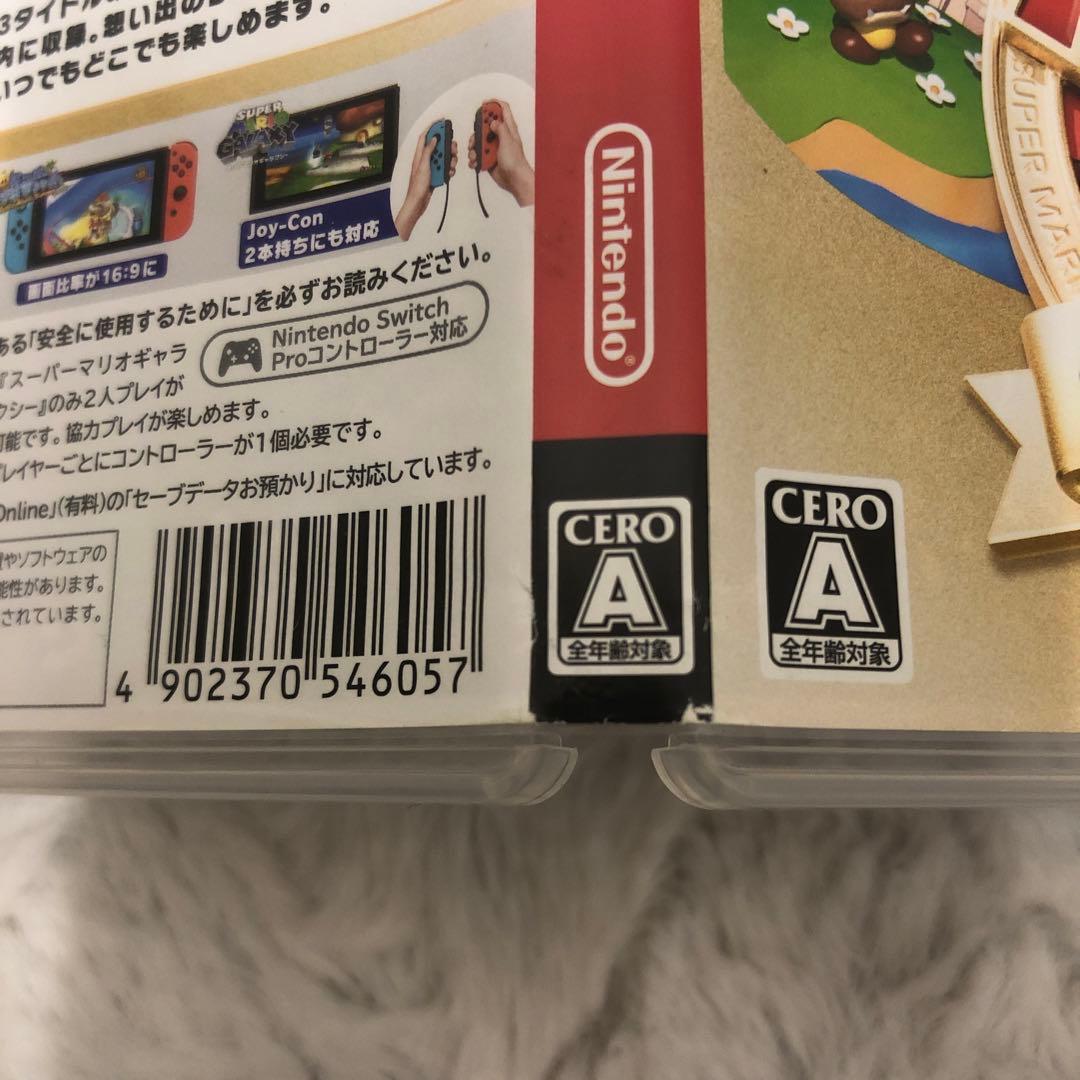 3タイトル
内に収録。想い出の
いつでもどこでも楽しめます。
SUPER
MARIO
GALAXY
画面比率が16:9に
Joy-Con
2本持ちにも対応
ある「安全に使用するために」を必ずお読みください。
Nintendo Switch
Proコントローラー対応
『スーパーマリオギャラ
クシー』のみ2人プレイが
可能です。協力プレイが楽しめます。
プレイヤーごとにコントローラーが1個必要です。
Online」(有料)の「セーブデータお預かり」に対応しています。
やソフトウェアの
能性があります。
されています。
4 902370 546057
Nintendo®
CERO
A
全年齢対象
SUPER MARI
CERO
A
全年齢対象